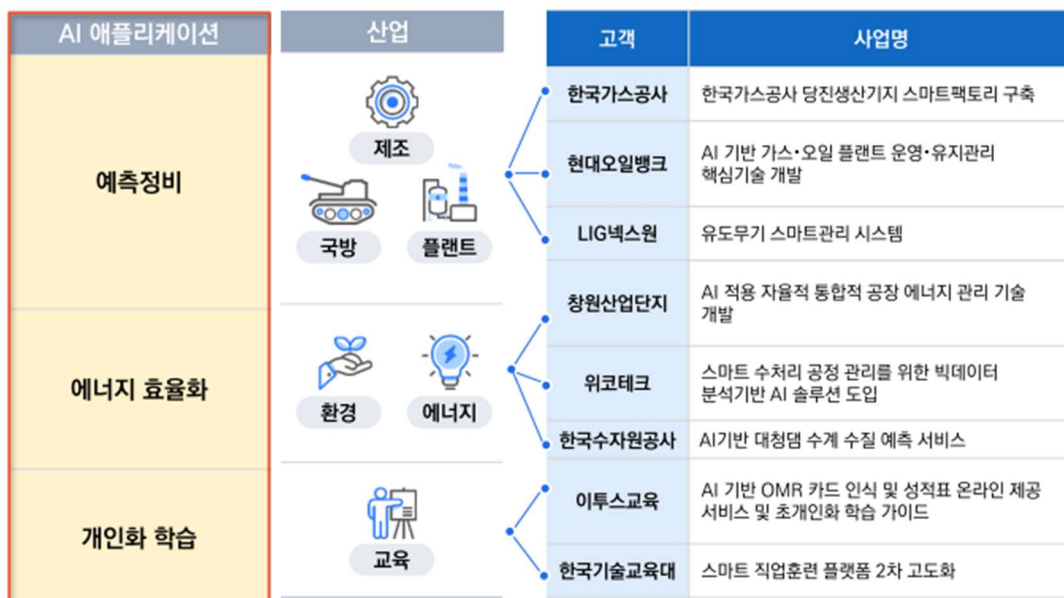 AI 애플리케이션
산업
고객
사업명
예측정비
제조
국방
플랜트
한국가스공사
한국가스공사 당진생산기지 스마트팩토리 구축
현대오일뱅크
AI 기반 가스•오일 플랜트 운영•유지관리
핵심기술 개발
LIG넥스원
유도무기 스마트관리 시스템
에너지 효율화
환경
에너지
창원산업단지
AI 적용 자율적 통합적 공장 에너지 관리 기술
개발
위코테크
스마트 수처리 공정 관리를 위한 빅데이터
분석기반 AI 솔루션 도입
한국수자원공사
AI기반 대청댐 수계 수질 예측 서비스
개인화 학습
교육
이투스교육
AI 기반 OMR 카드 인식 및 성적표 온라인 제공
서비스 및 초개인화 학습 가이드
한국기술교육대
스마트 직업훈련 플랫폼 2차 고도화